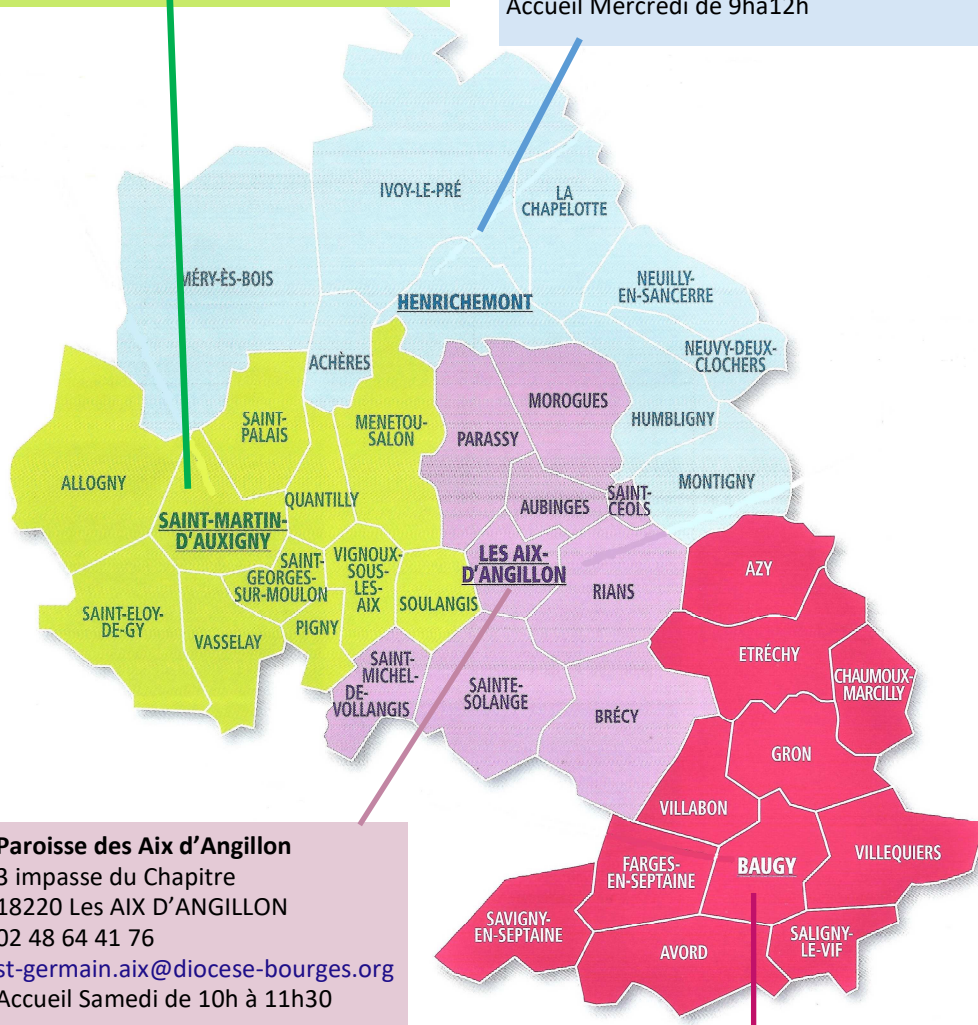 Accueil Mercredi de 9hà12h
IVOY-LE-PRÉ
LA
CHAPELOTTE
MÉRY-ÈS-BOIS
NEUILLY-
EN-SANCERRE
HENRICHEMONT
NEUVY-DEUX-
CLOCHERS
ACHÈRES
MOROGUES
HUMBLIGNY
SAINT-
PALAIS
MENETOU-
SALON
PARASSY
ALLOGNY
MONTIGNY
QUANTILLY
AUBINGES
SAINT-
CÉOLS
SAINT-MARTIN-
D'AUXIGNY
LES AIX-
D'ANGILLON
AZY
SAINT-
GEORGES-
SUR-MOULON
VIGNOUX-
SOUS-
LES-
AIX
SOULANGIS
RIANS
SAINT-ELOY-
DE-GY
VASSELAY
PIGNY
ETRÉCHY
SAINT-
MICHEL-
DE-
VOLLANGIS
SAINTE-
SOLANGE
CHAUMOUX-
MARCILLY
BRÉCY
GRON
VILLABON
VILLEQUIERS
FARGES-
EN-SEPTAINE
BAUGY
SAVIGNY-
EN-SEPTAINE
AVORD
SALIGNY-
LE-VIF
Paroisse des Aix d’Angillon
3 impasse du Chapitre
18220 Les AIX D’ANGILLON
02 48 64 41 76
st-germain.aix@diocese-bourges.org
Accueil Samedi de 10h à 11h30